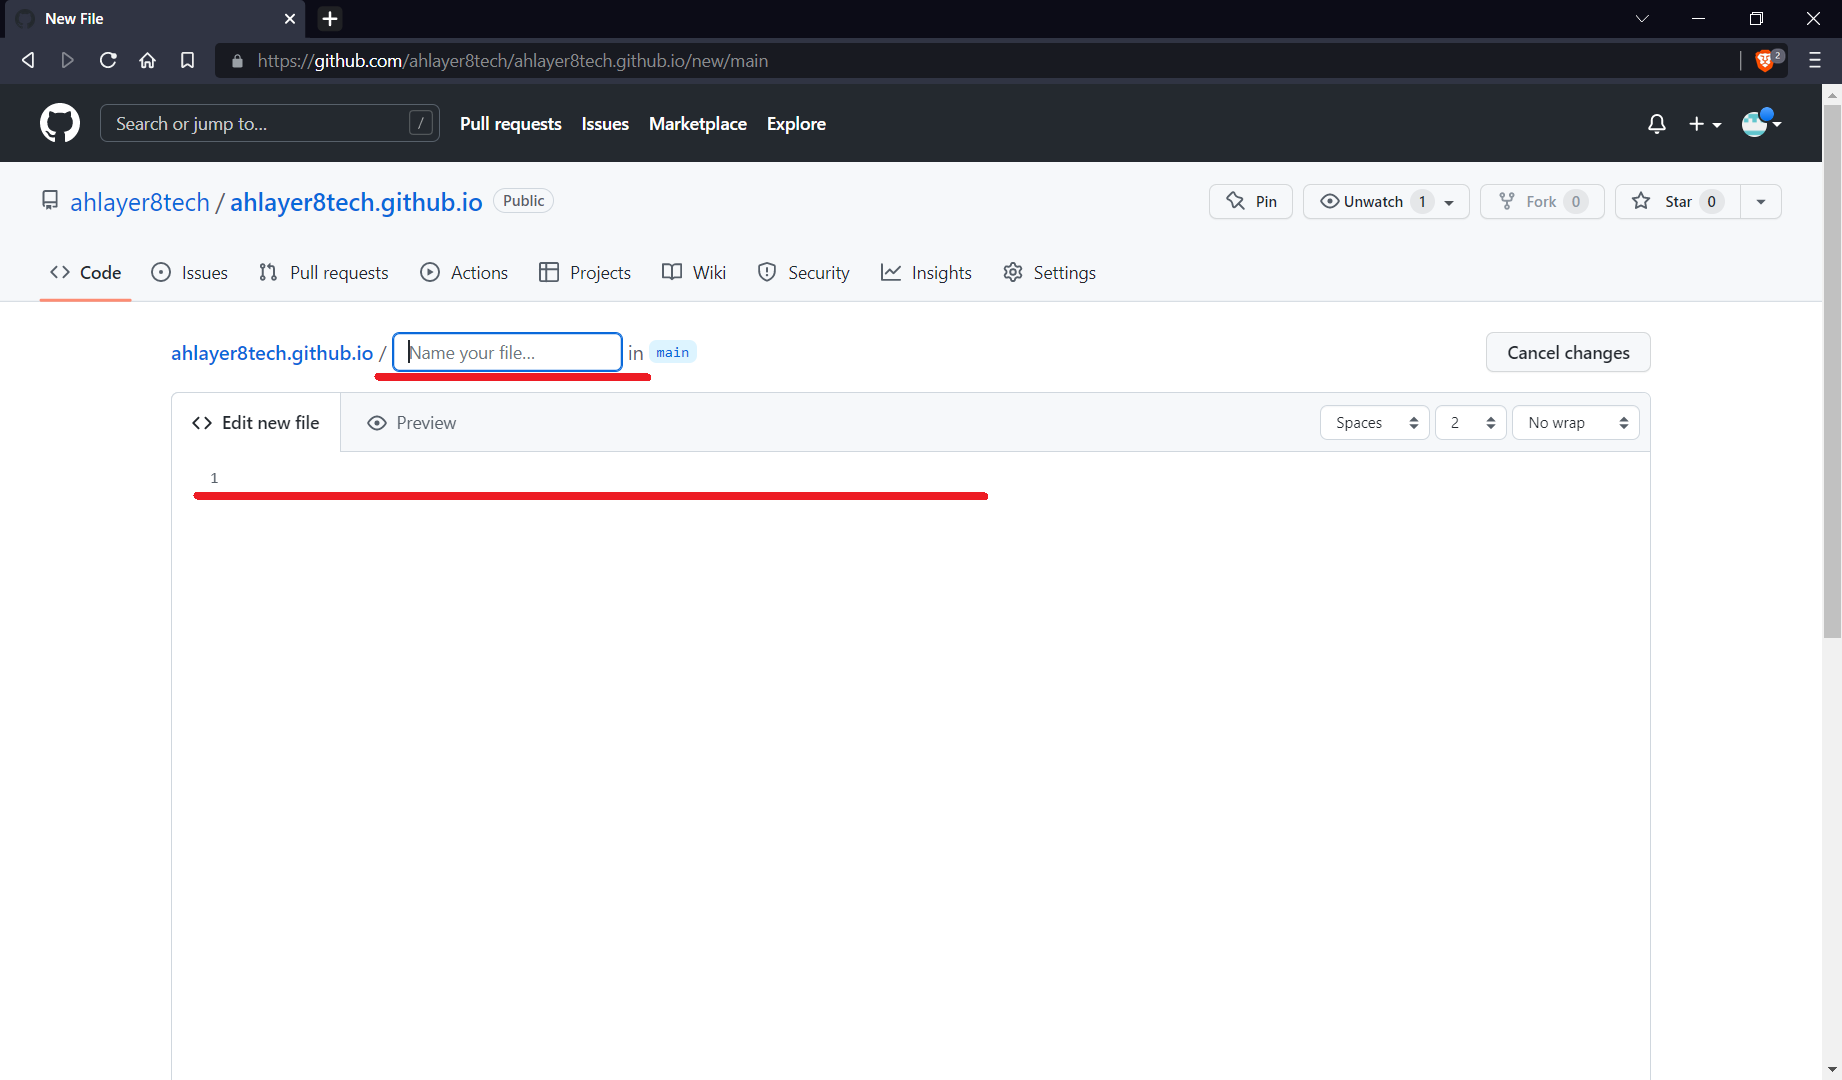 New File
https://github.com/ahlayer8tech/ahlayer8tech.github.io/new/main
2
Search or jump to... /
Pull requests Issues Marketplace Explore
ahlayer8tech / ahlayer8tech.github.io Public
Pin Unwatch 1 Fork 0 Star 0
Code Issues Pull requests Actions Projects Wiki Security Insights Settings
ahlayer8tech.github.io / Name your file... in main
Cancel changes
Edit new file Preview
Spaces 2 No wrap
1